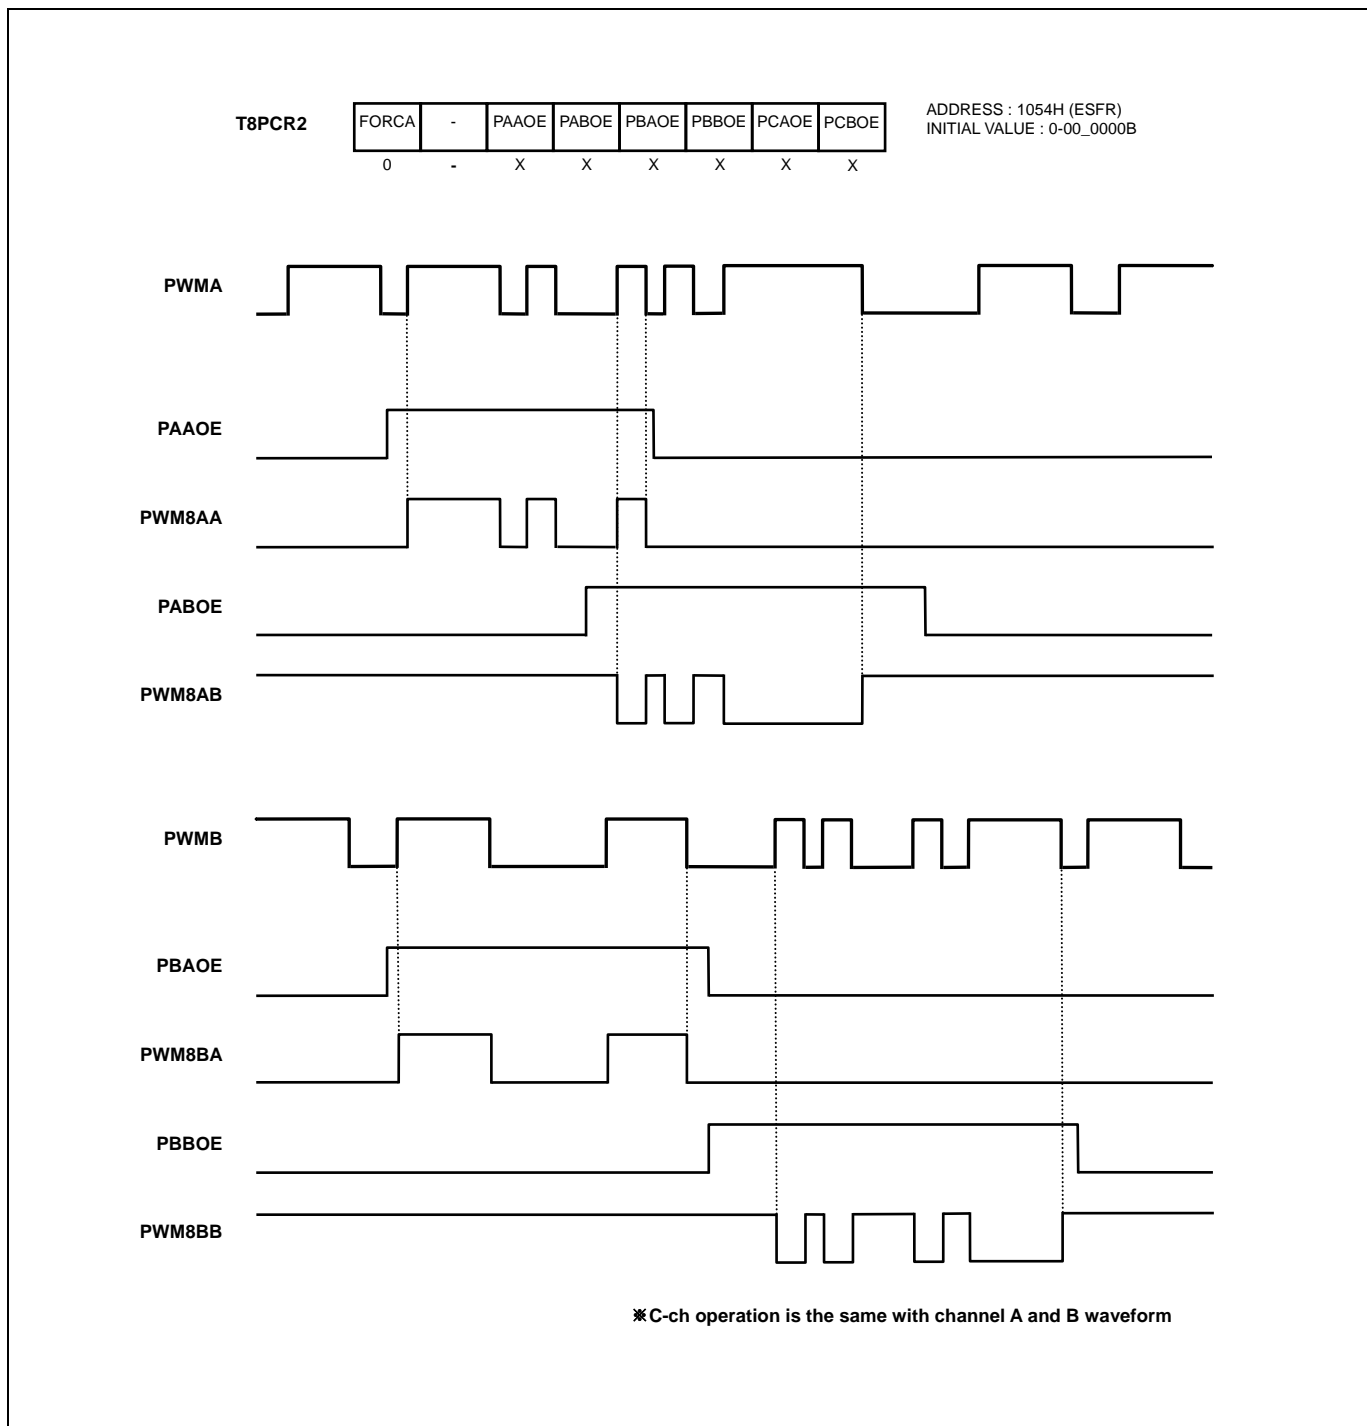 T8PCR2
FORCA - PAAOE PABOE PBAOE PBBOE PCAOE PCBOE
0 - X X X X X X
ADDRESS : 1054H (ESFR)
INITIAL VALUE : 0-00_0000B
PWMA
PAAOE
PWM8AA
PABOE
PWM8AB
PWMB
PBAOE
PWM8BA
PBBOE
PWM8BB
※C-ch operation is the same with channel A and B waveform